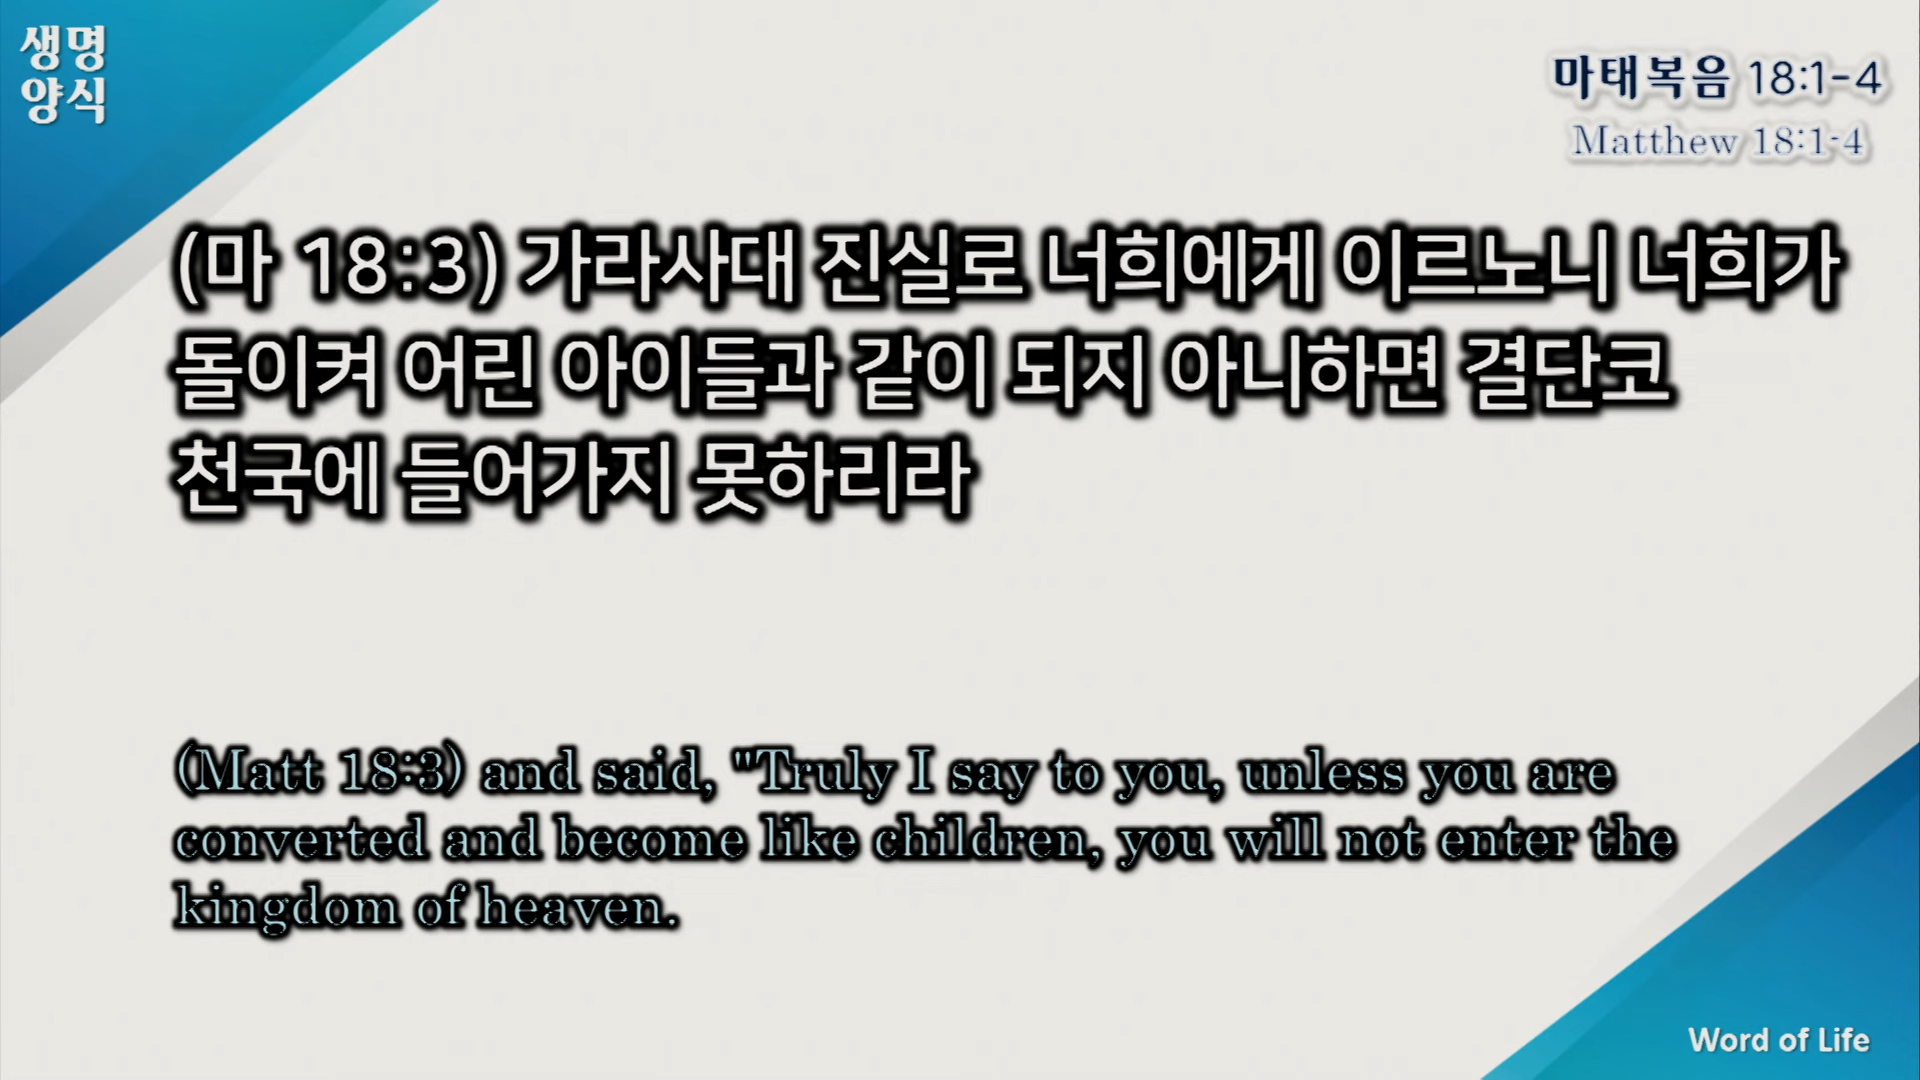 생명
양식
마태복음 18:1-4
Matthew 18:1-4
(마 18:3) 가라사대 진실로 너희에게 이르노니 너희가
돌이켜 어린 아이들과 같이 되지 아니하면 결단코
천국에 들어가지 못하리라
(Matt 18:3) and said, "Truly I say to you, unless you are
converted and become like children, you will not enter the
kingdom of heaven.
Word of Life